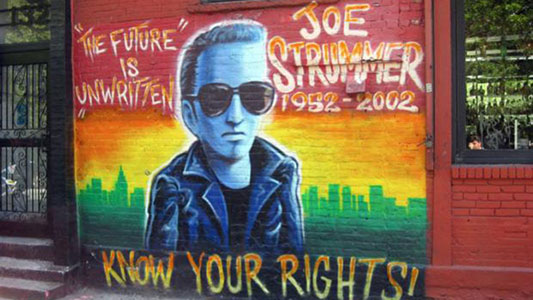 "THE FUTURE"
IS
"UNWRITTEN"
JOE
STRUMMER
1952-2002
KNOW YOUR RIGHTS!